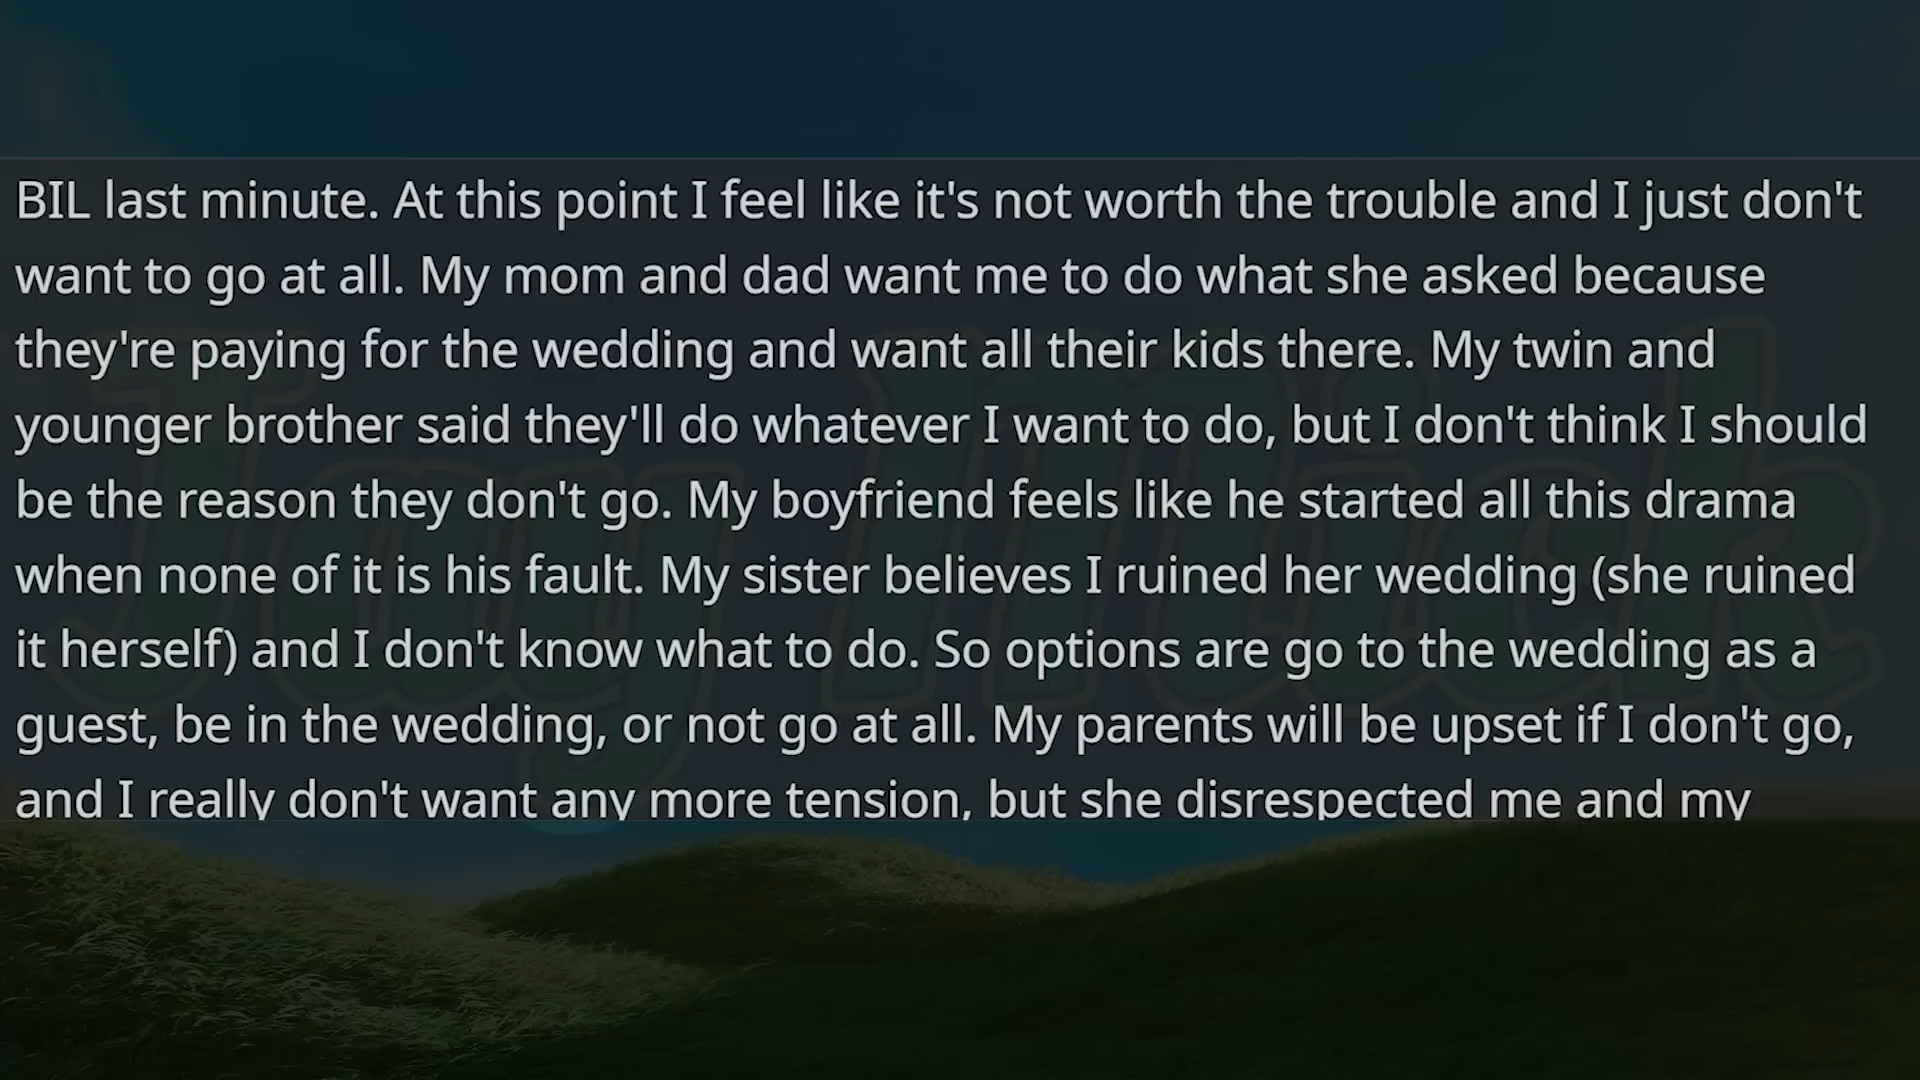 BIL last minute. At this point I feel like it's not worth the trouble and I just don't
want to go at all. My mom and dad want me to do what she asked because
they're paying for the wedding and want all their kids there. My twin and
younger brother said they'll do whatever I want to do, but I don't think I should
be the reason they don't go. My boyfriend feels like he started all this drama
when none of it is his fault. My sister believes I ruined her wedding (she ruined
it herself) and I don't know what to do. So options are go to the wedding as a
guest, be in the wedding, or not go at all. My parents will be upset if I don't go,
and I really don't want any more tension, but she disrespected me and my
Jay Mick